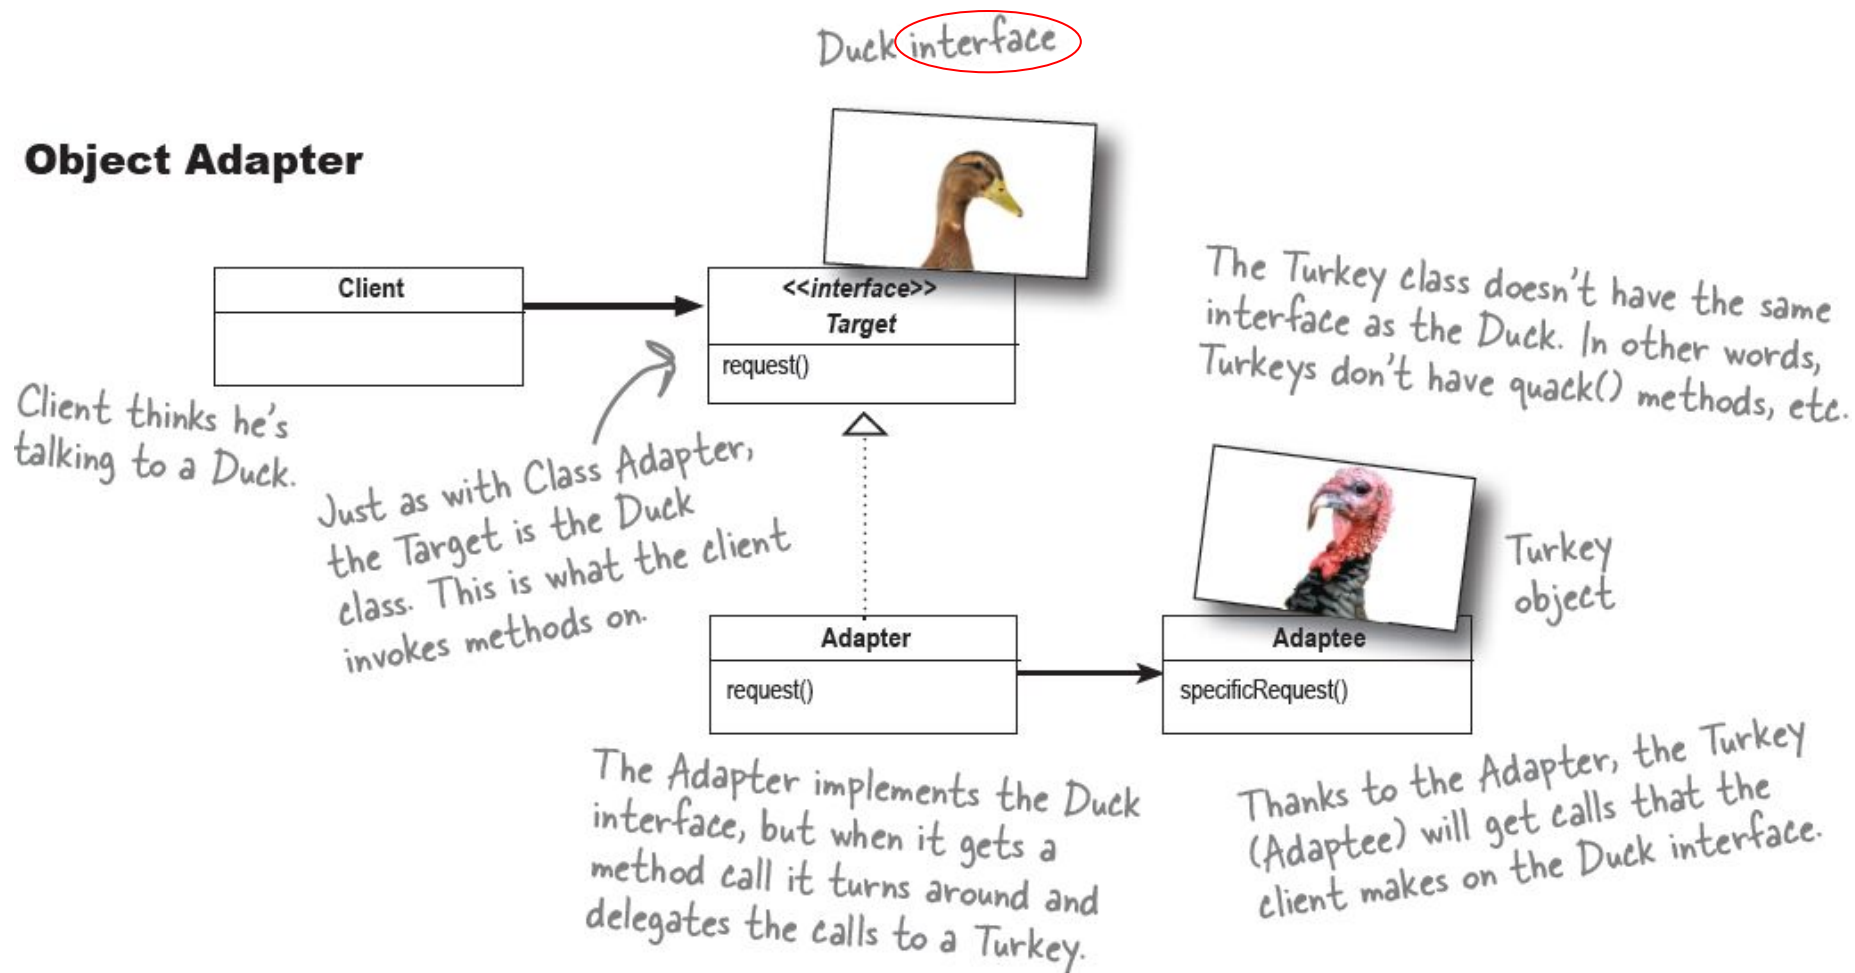 Duck interface
Object Adapter
Client
<<interface>>
Target
request()
The Turkey class doesn't have the same
interface as the Duck. In other words,
Turkeys don't have quack() methods, etc.
Client thinks he's
talking to a Duck.
Just as with Class Adapter,
the Target is the Duck
class. This is what the client
invokes methods on.
Turkey
object
Adapter
request()
Adaptee
specificRequest()
The Adapter implements the Duck
interface, but when it gets a
method call it turns around and
delegates the calls to a Turkey.
Thanks to the Adapter, the Turkey
(Adaptee) will get calls that the
client makes on the Duck interface.